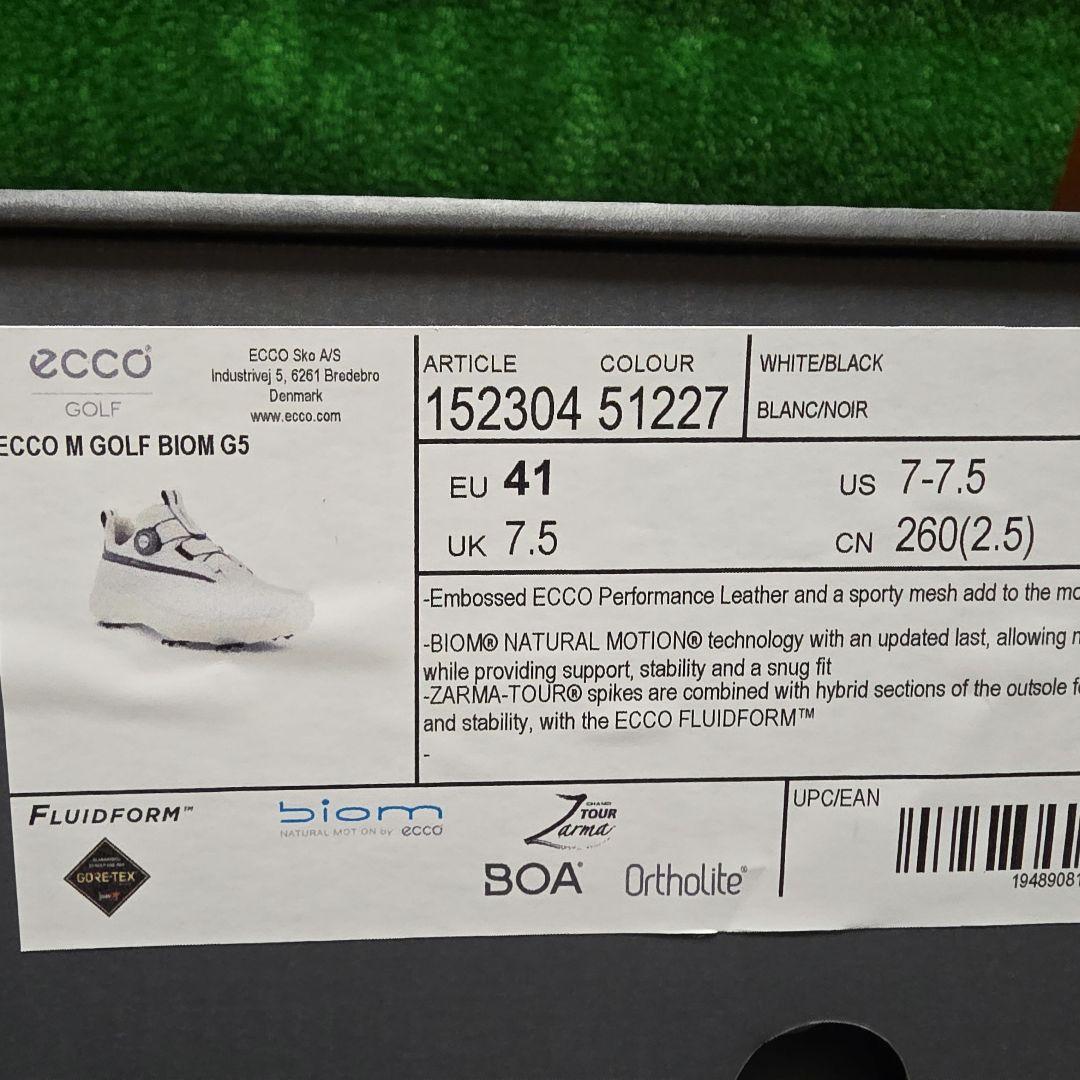 ecco®
GOLF
ECCO Sko A/S
Industrivej 5, 6261 Bredebro
Denmark
www.ecco.com
ECCO M GOLF BIOM G5
ARTICLE COLOUR
152304 51227
WHITE/BLACK
BLANC/NOIR
EU 41
US 7-7.5
UK 7.5
CN 260(2.5)
-Embossed ECCO Performance Leather and a sporty mesh add to the
-BIOM® NATURAL MOTION® technology with an updated last, allowing
while providing support, stability and a snug fit
-ZARMA-TOUR® spikes are combined with hybrid sections of the outsole
and stability, with the ECCO FLUIDFORM™
-
FLUIDFORM™
biom
NATURAL MOTION by ecco
GORE-TEX
CHAMP
Zarma TOUR
BOA®
Ortholite®
UPC/EAN
1948908